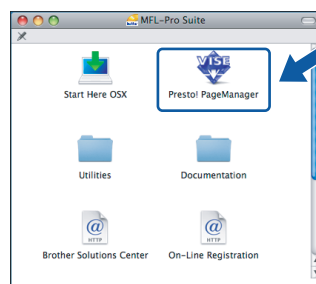 MFL-Pro Suite
VISE
Start Here OSX
Presto! PageManager
Utilities
Documentation
@
HTTP
@
HTTP
Brother Solutions Center
On-Line Registration